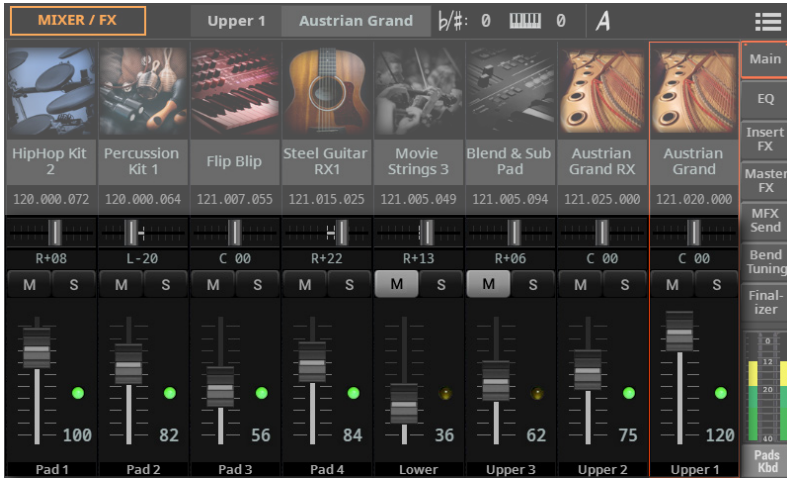 MIXER / FX Upper 1 Austrian Grand ♭/♯: 0 0 A
Main
EQ
Insert
FX
Master
FX
MFX
Send
Bend
Tuning
Final-
izer
HipHop Kit
2
Percussion
Kit 1
Flip Blip
Steel Guitar
RX1
Movie
Strings 3
Blend & Sub
Pad
Austrian
Grand RX
Austrian
Grand
120.000.072 120.000.064 121.007.055 121.015.025 121.005.049 121.005.094 121.025.000 121.020.000
R+08 L-20 C 00 R+22 R+13 R+06 C 00 C 00
M S M S M S M S M S M S M S M S
0
12
20
40
100 82 56 84 36 62 75 120
Pad 1 Pad 2 Pad 3 Pad 4 Lower Upper 3 Upper 2 Upper 1
Pads
Kbd